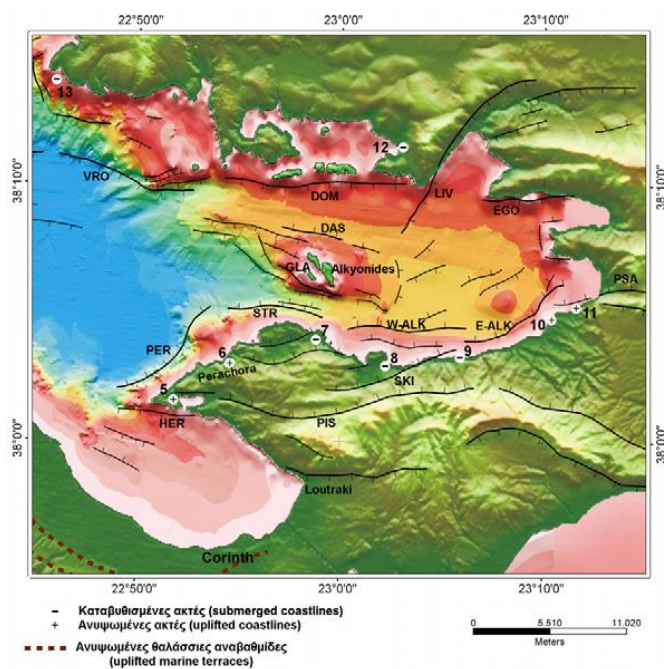 22°50'0" 23°0'0" 23°10'0"
13
12
38°10'0" 38°10'0"
VRO
DOM LIV
EGO
DAS
GLA Alkyonides
PSA
STR
W-ALK E-ALK 10 11
PER 7
6 8 9
Perachora
SKI
5
HER PIS
38°0'0" 38°0'0"
Loutraki
Corinth
22°50'0" 23°0'0" 23°10'0"
- Καταβυθισμένες ακτές (submerged coastlines)
+ Ανυψωμένες ακτές (uplifted coastlines)
Ανυψωμένες θαλάσσιες αναβαθμίδες
(uplifted marine terraces)
0 5.510 11.020
Meters